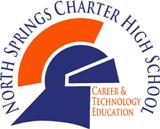 NORTH SPRINGS CHARTER HIGH SCHOOL
CAREER &
TECHNOLOGY
EDUCATION